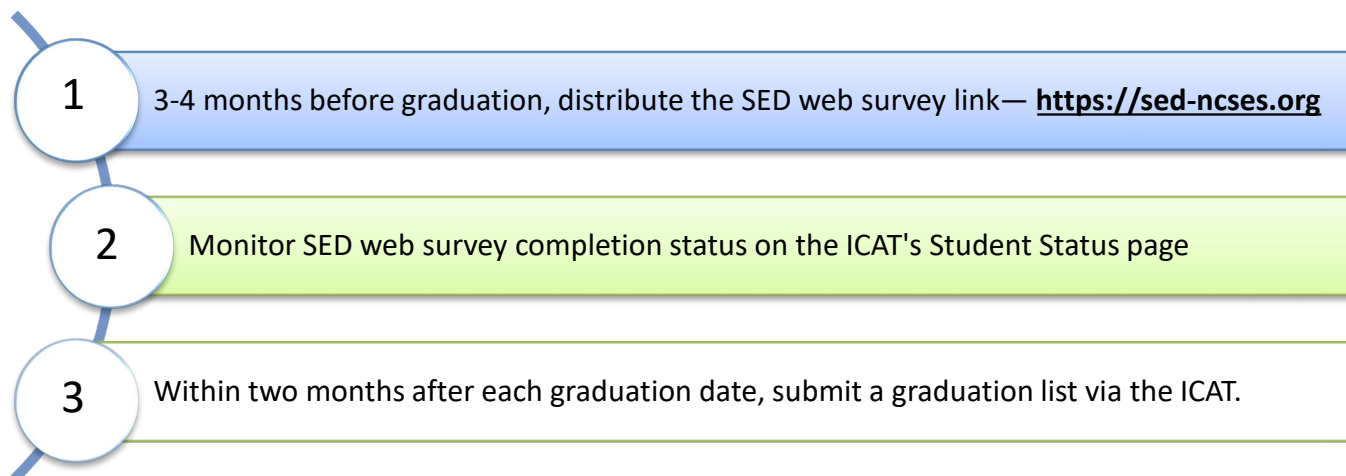 1
3-4 months before graduation, distribute the SED web survey link— https://sed-ncses.org
2
Monitor SED web survey completion status on the ICAT's Student Status page
3
Within two months after each graduation date, submit a graduation list via the ICAT.